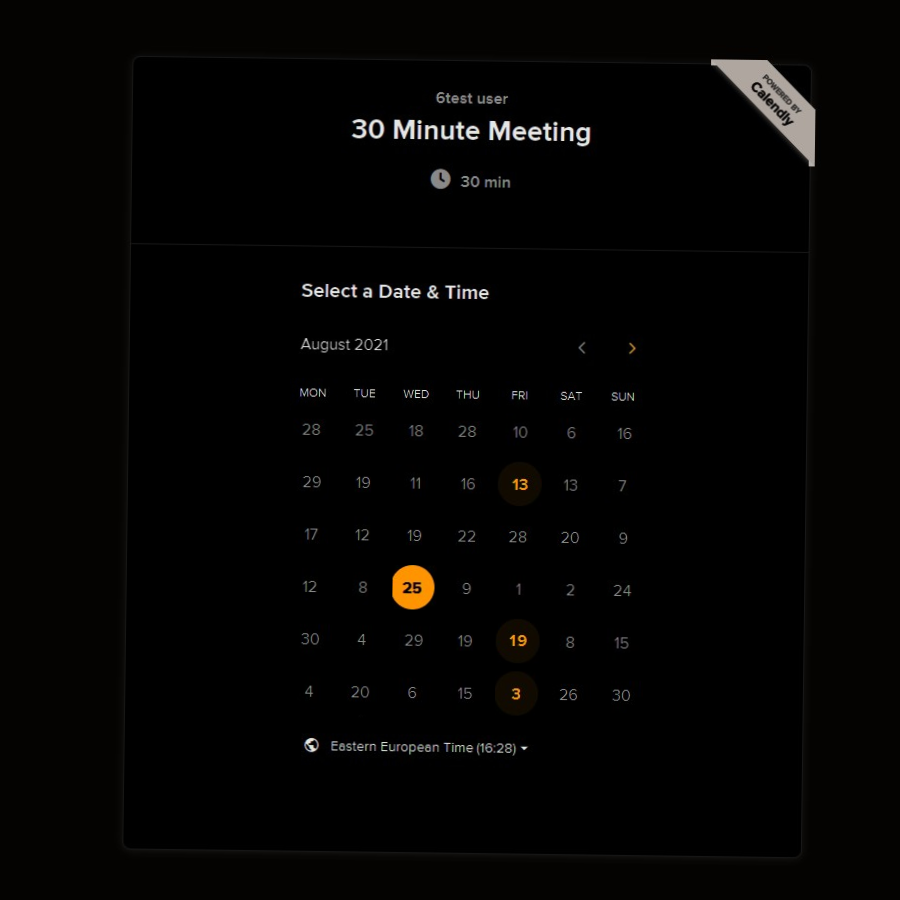 POWERED BY
Calendly
6test user
30 Minute Meeting
30 min
Select a Date & Time
August 2021
MON TUE WED THU FRI SAT SUN
28 25 18 28 10 6 16
29 19 11 16 13 13 7
17 12 19 22 28 20 9
12 8 25 9 1 2 24
30 4 29 19 19 8 15
4 20 6 15 3 26 30
Eastern European Time (16:28)